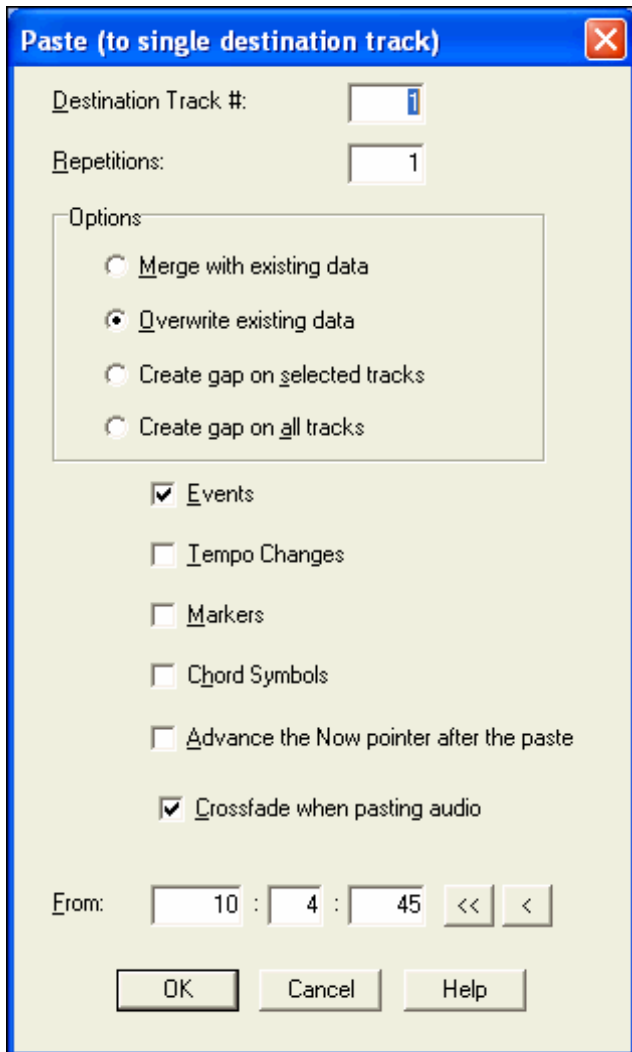 Paste (to single destination track)
Destination Track #: 1
Repetitions: 1
Options
Merge with existing data
Overwrite existing data
Create gap on selected tracks
Create gap on all tracks
Events
Tempo Changes
Markers
Chord Symbols
Advance the Now pointer after the paste
Crossfade when pasting audio
From: 10 : 4 : 45 << <
OK Cancel Help